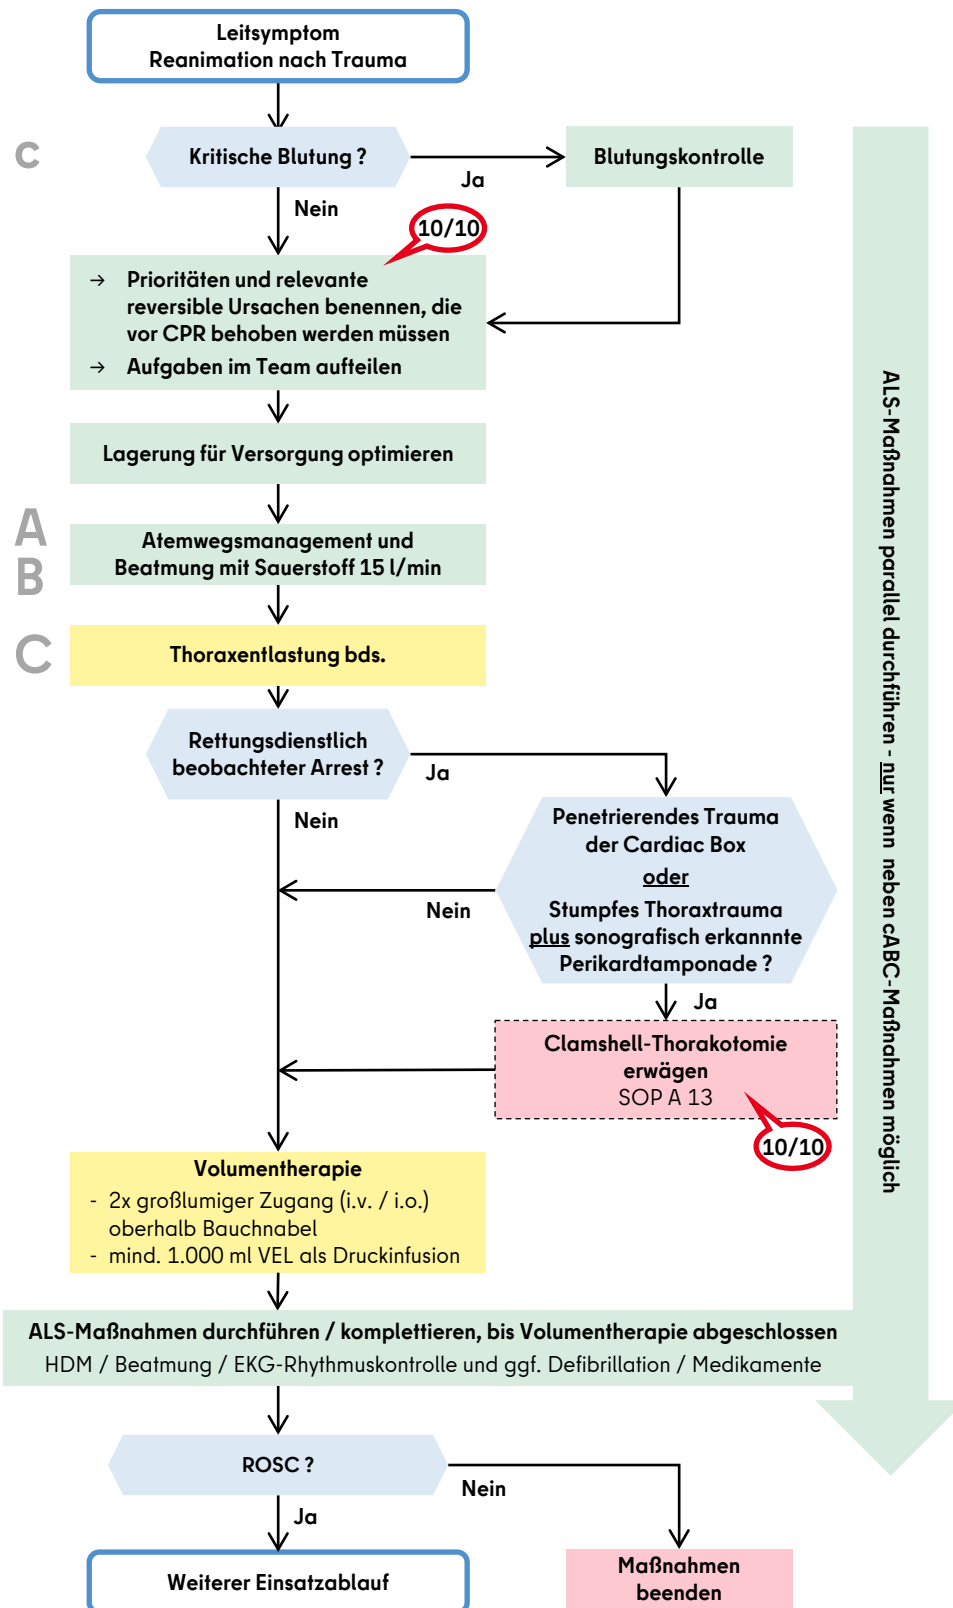 Leitsymptom
Reanimation nach Trauma
c
Kritische Blutung ?
Ja
Blutungskontrolle
Nein
10/10
→ Prioritäten und relevante
reversible Ursachen benennen, die
vor CPR behoben werden müssen
→ Aufgaben im Team aufteilen
Lagerung für Versorgung optimieren
A
B
Atemwegsmanagement und
Beatmung mit Sauerstoff 15 l/min
C
Thoraxentlastung bds.
Rettungsdienstlich
beobachteter Arrest ?
Ja
Nein
Penetrierendes Trauma
der Cardiac Box
oder
Stumpfes Thoraxtrauma
plus sonografisch erkannnte
Perikardtamponade ?
Nein
Ja
Clamshell-Thorakotomie
erwägen
SOP A 13
10/10
Volumentherapie
- 2x großlumiger Zugang (i.v. / i.o.)
oberhalb Bauchnabel
- mind. 1.000 ml VEL als Druckinfusion
ALS-Maßnahmen durchführen / komplettieren, bis Volumentherapie abgeschlossen
HDM / Beatmung / EKG-Rhythmuskontrolle und ggf. Defibrillation / Medikamente
ROSC ?
Nein
Ja
Weiterer Einsatzablauf
Maßnahmen
beenden
ALS-Maßnahmen parallel durchführen - nur wenn neben cABC-Maßnahmen möglich